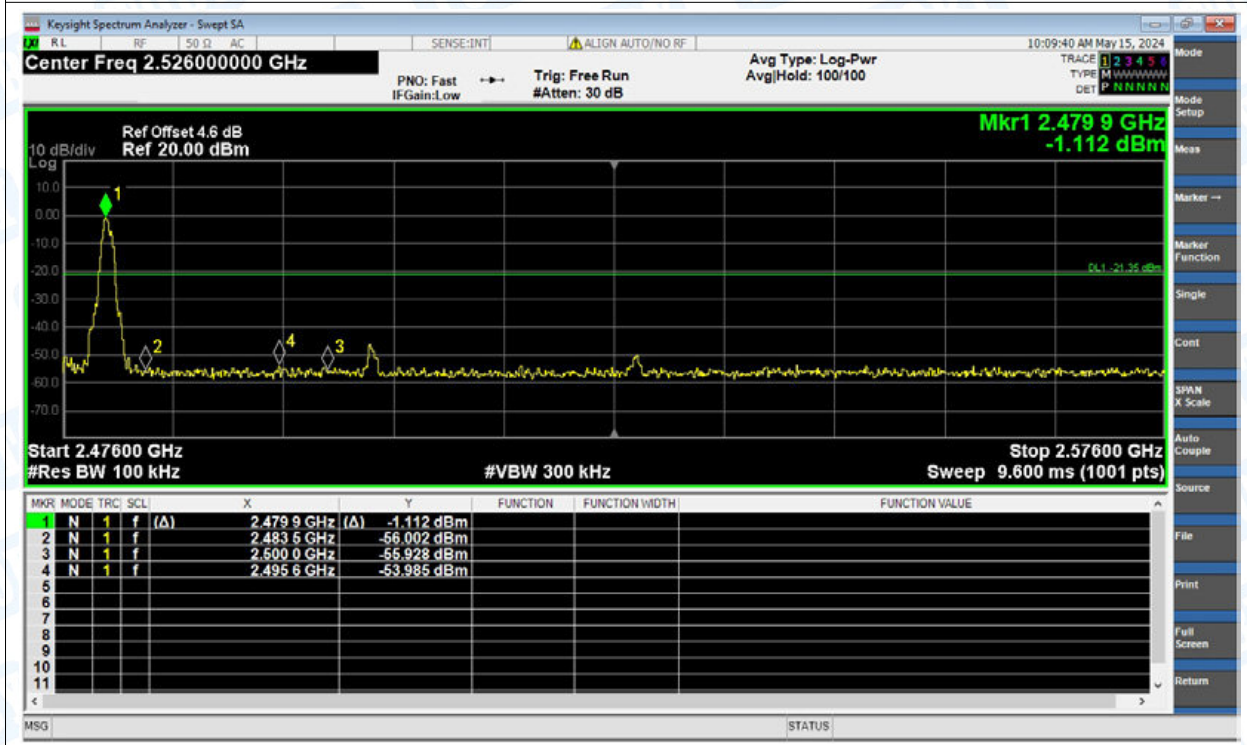 Keysight Spectrum Analyzer - Swept SA
RL RF 50 Ω AC SENSE:INT ALIGN AUTO/NO RF 10:09:40 AM May 15, 2024
Center Freq 2.526000000 GHz
PNO: Fast
IFGain:Low
Trig: Free Run
#Atten: 30 dB
Avg Type: Log-Pwr
Avg|Hold: 100/100
TRACE 1 2 3 4 5 6
TYPE M WWWWW
DET P N N N N N
Mkr1 2.479 9 GHz
-1.112 dBm
Ref Offset 4.6 dB
10 dB/div Ref 20.00 dBm
Log
10.0
0.00
-10.0
-20.0
-30.0
-40.0
-50.0
-60.0
-70.0
1
DL1 -21.35 dBm
2
4
3
Start 2.47600 GHz Stop 2.57600 GHz
#Res BW 100 kHz #VBW 300 kHz Sweep 9.600 ms (1001 pts)
MKR MODE TRC SCL X Y FUNCTION FUNCTION WIDTH FUNCTION VALUE
1 N 1 f (Δ) 2.479 9 GHz (Δ) -1.112 dBm
2 N 1 f 2.483 5 GHz -56.002 dBm
3 N 1 f 2.500 0 GHz -55.928 dBm
4 N 1 f 2.495 6 GHz -53.985 dBm
5
6
7
8
9
10
11
MSG STATUS
Mode
Mode Setup
Meas
Marker →
Marker Function
Single
Cont
SPAN
X Scale
Auto Couple
Source
File
Print
Full Screen
Return